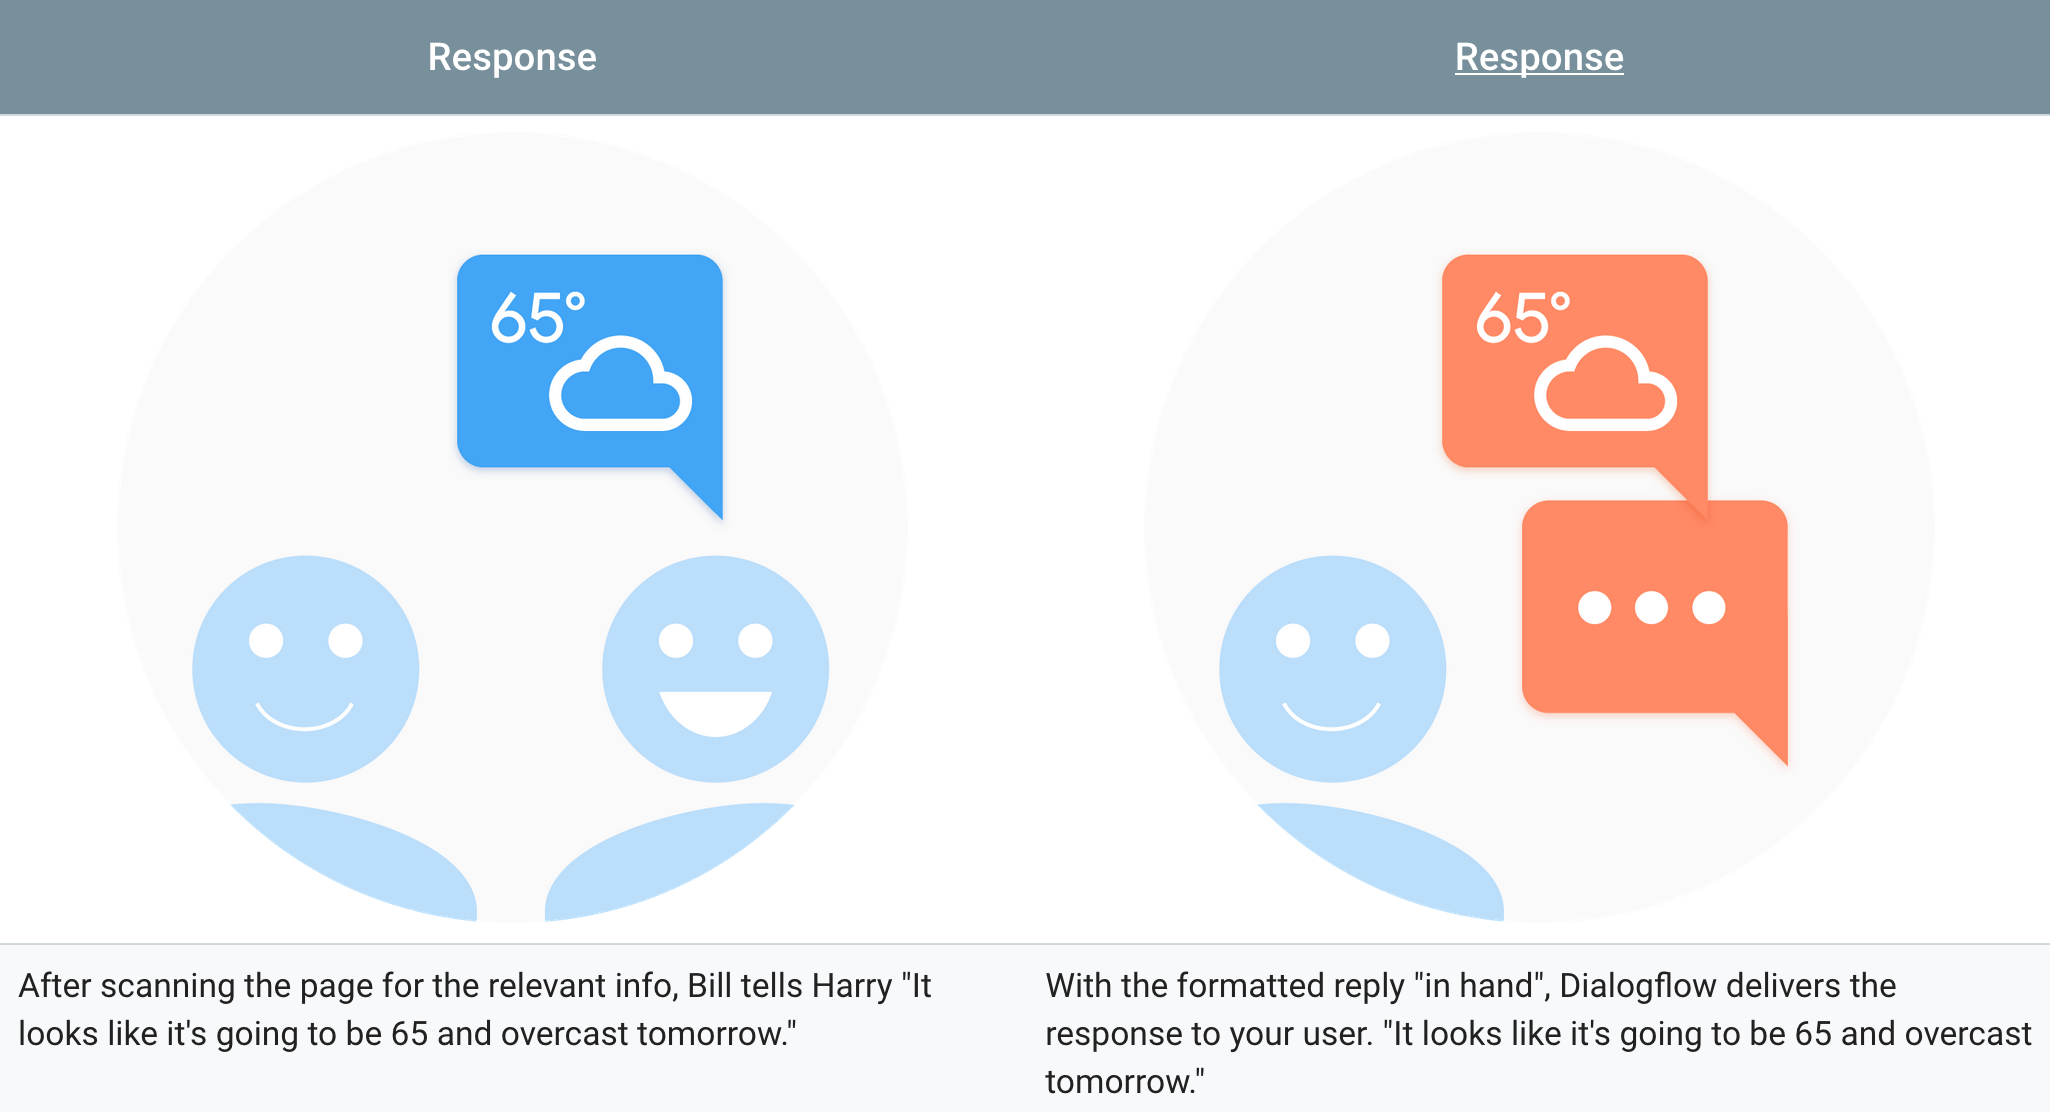 Response
Response
65°
65°
After scanning the page for the relevant info, Bill tells Harry "It
looks like it's going to be 65 and overcast tomorrow."
With the formatted reply "in hand", Dialogflow delivers the
response to your user. "It looks like it's going to be 65 and overcast
tomorrow."